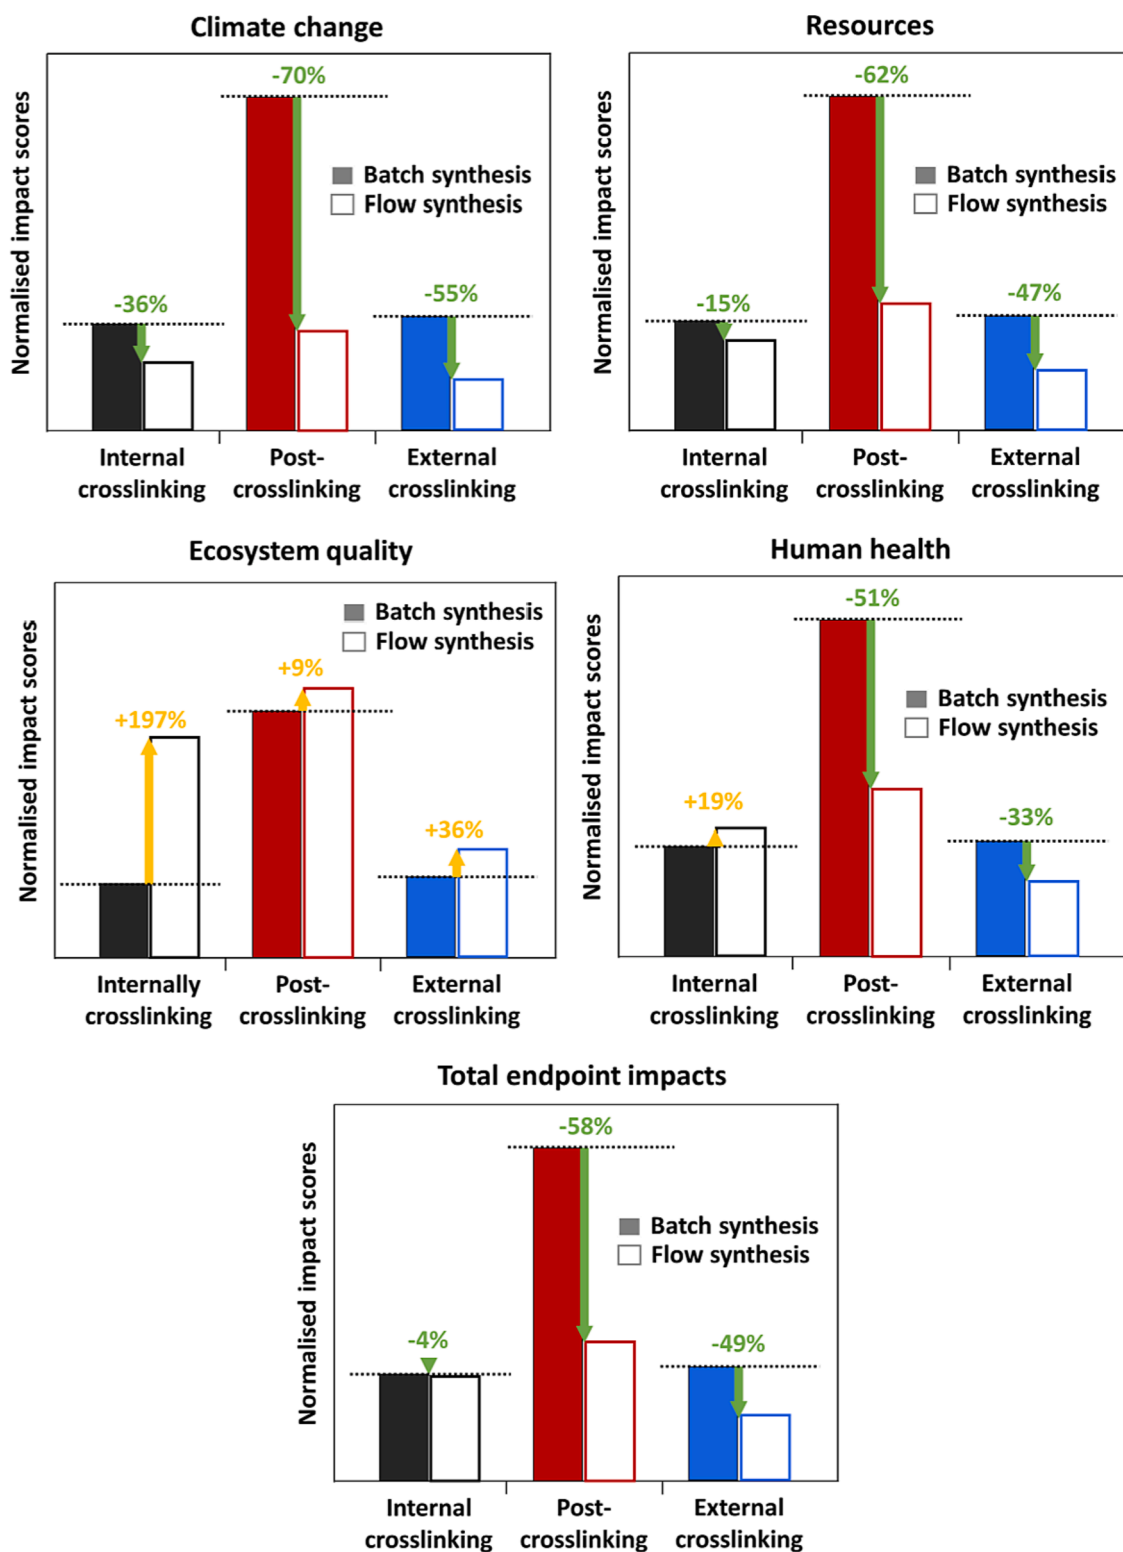 Climate change
Normalised impact scores
-70%
Batch synthesis
Flow synthesis
-36%
-55%
Internal
crosslinking
Post-
crosslinking
External
crosslinking
Resources
Normalised impact scores
-62%
Batch synthesis
Flow synthesis
-15%
-47%
Internal
crosslinking
Post-
crosslinking
External
crosslinking
Ecosystem quality
Normalised impact scores
Batch synthesis
Flow synthesis
+9%
+197%
+36%
Internally
crosslinking
Post-
crosslinking
External
crosslinking
Human health
Normalised impact scores
-51%
Batch synthesis
Flow synthesis
+19%
-33%
Internal
crosslinking
Post-
crosslinking
External
crosslinking
Total endpoint impacts
Normalised impact scores
-58%
Batch synthesis
Flow synthesis
-4%
-49%
Internal
crosslinking
Post-
crosslinking
External
crosslinking